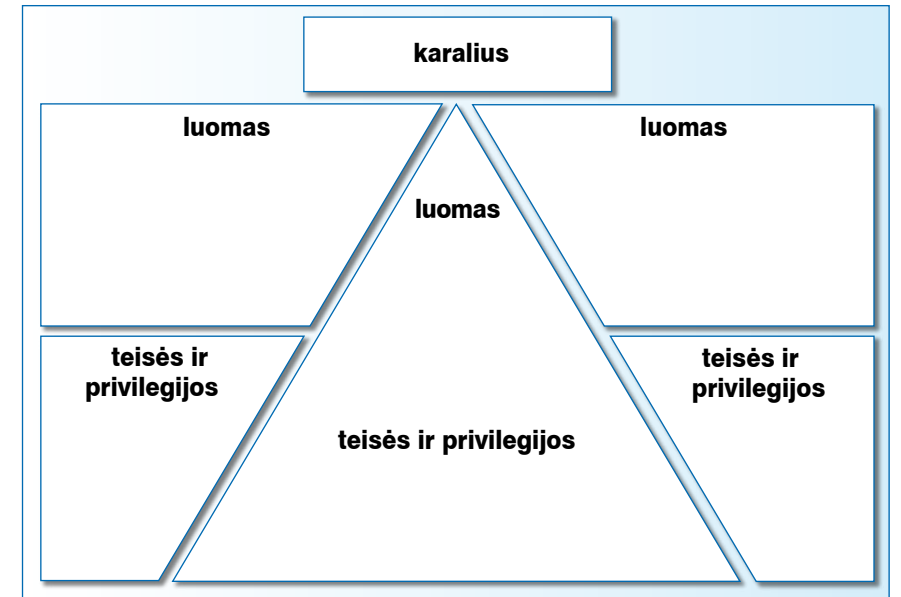 karalius
luomas
luomas
luomas
teisės ir
privilegijos
teisės ir privilegijos
teisės ir
privilegijos